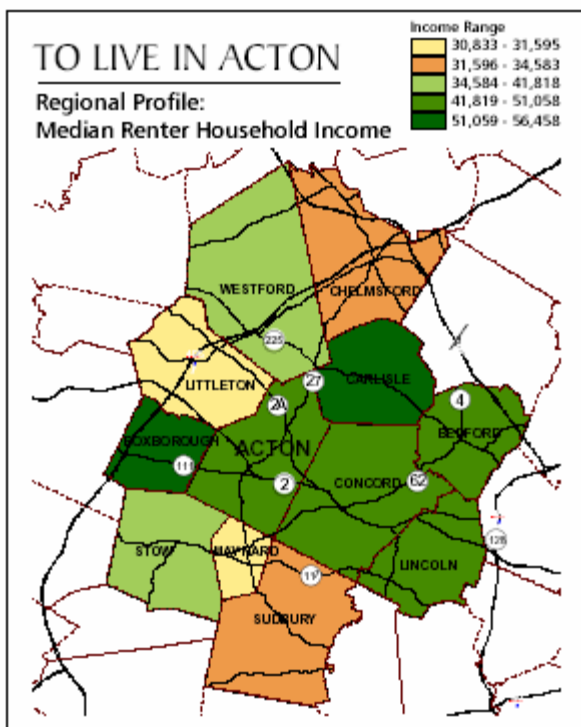 TO LIVE IN ACTON
Regional Profile:
Median Renter Household Income
Income Range
30,833 - 31,595
31,596 - 34,583
34,584 - 41,818
41,819 - 51,058
51,059 - 56,458
WESTFORD
CHELMSFORD
225
LITTLETON
27
CARLISLE
2A
4
BOXBOROUGH
ACTON
BEDFORD
111
2
CONCORD
62
STOW
MAYNARD
128
117
LINCOLN
SUDBURY